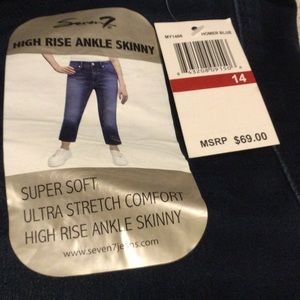 Seven7
HIGH RISE ANKLE SKINNY
SUPER SOFT
ULTRA STRETCH COMFORT
HIGH RISE ANKLE SKINNY
www.seven7jeans.com
HOMER BLUE
14
MSRP $69.00